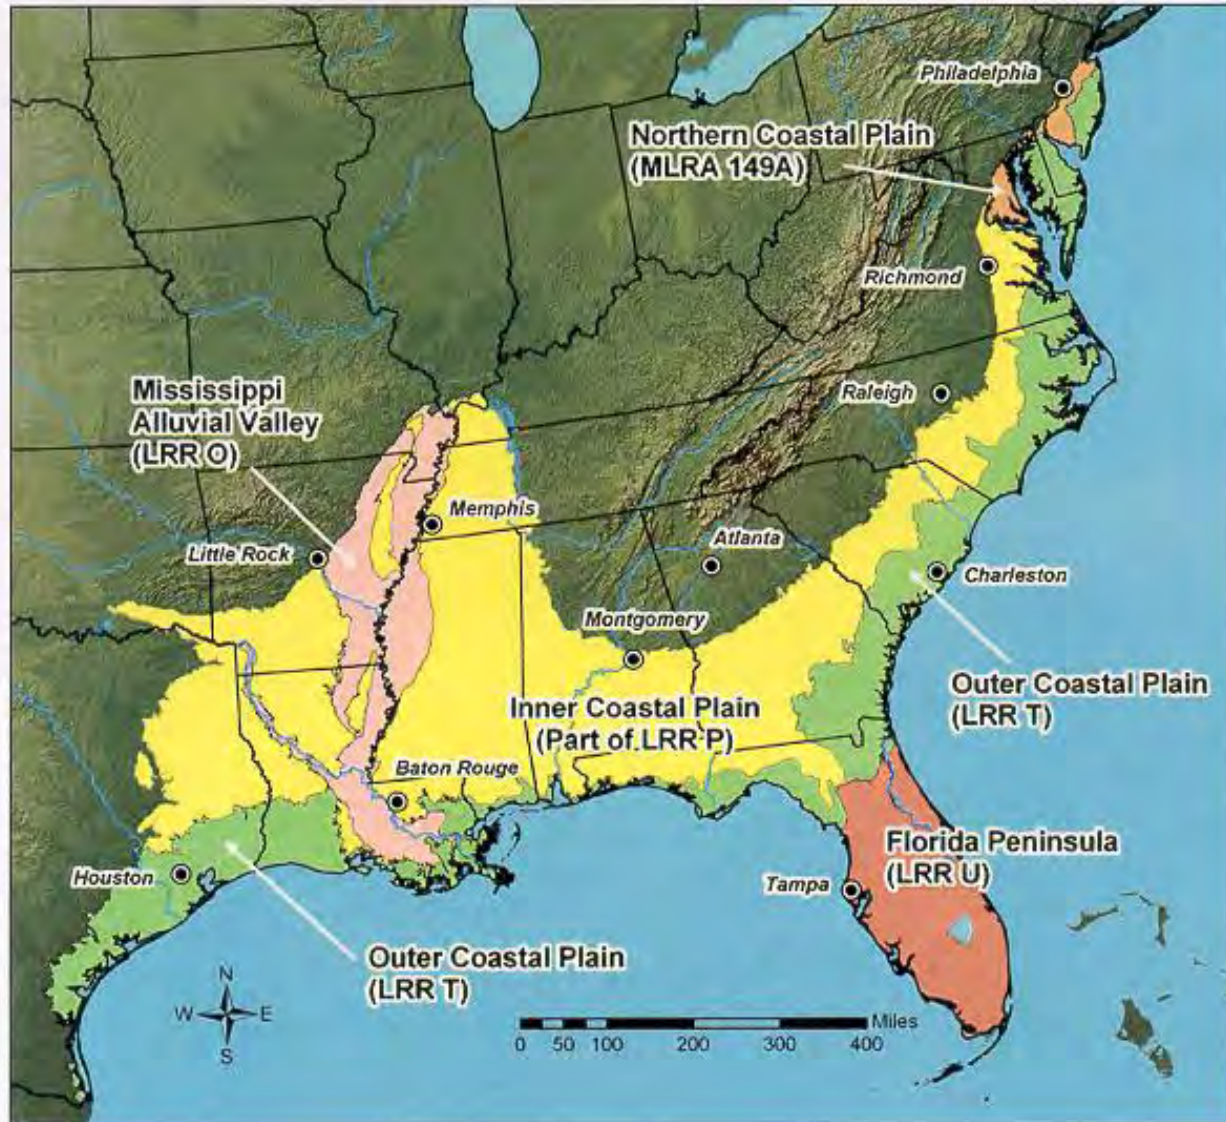 Philadelphia
Northern Coastal Plain
(MLRA 149A)
Richmond
Mississippi
Alluvial Valley
(LRR O)
Raleigh
Memphis
Little Rock
Atlanta
Charleston
Montgomery
Outer Coastal Plain
(LRR T)
Inner Coastal Plain
(Part of LRR P)
Baton Rouge
Florida Peninsula
(LRR U)
Houston
Tampa
Outer Coastal Plain
(LRR T)
N
W E
S
Miles
0 50 100 200 300 400